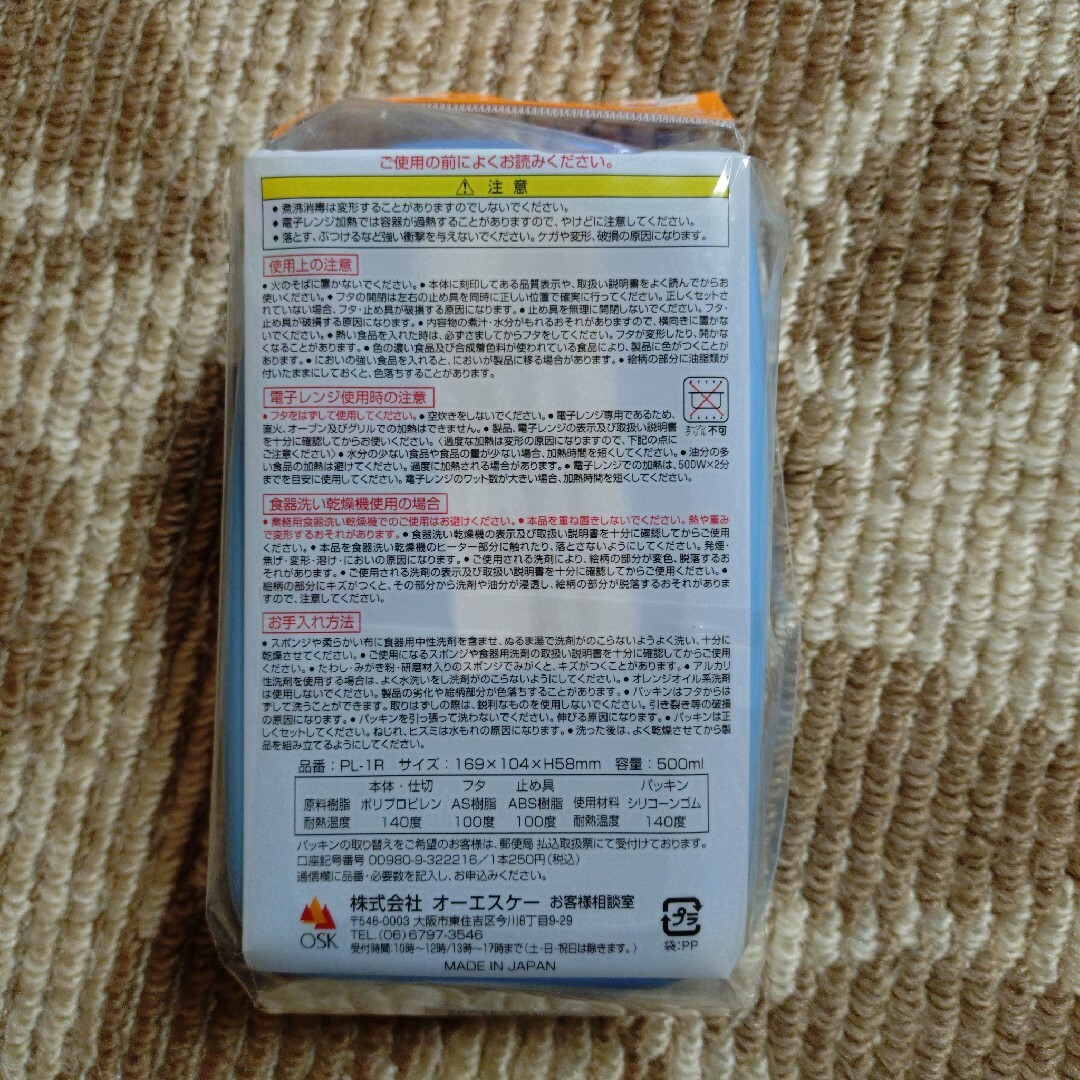 ご使用の前によくお読みください。
注意
●煮沸消毒は変形することがありますのでしないでください。
●電子レンジ加熱では容器が過熱することがありますので、やけどに注意してください。
●落とす、ぶつけるなど強い衝撃を与えないでください。ケガや変形、破損の原因になります。
使用上の注意
●火のそばに置かないでください。●本体に刻印してある品質表示や、取扱い説明書をよく読んでからお
使いください。●フタの開閉は左右の止め具を同時に正しい位置で確実に行ってください。正しくセットさ
れていない場合、フタ・止め具が破損する原因になります。●止め具を無理に開閉しないでください。フタ・
止め具が破損する原因になります。●内容物の煮汁・水分がもれるおそれがありますので、横向きに置かな
いでください。●熱い食品を入れた時は、必ずさましてからフタをしてください。フタが変形したり、開かな
くなることがあります。●色の濃い食品及び合成着色料が使われている食品により、製品に色がつくことが
あります。●においの強い食品を入れると、においが製品に移る場合があります。●絵柄の部分に油脂類が
付いたままにしておくと、色落ちすることがあります。
電子レンジ使用時の注意
●フタをはずして使用してください。●空炊きをしないでください。●電子レンジ専用であるため、
直火、オーブン及びグリルでの加熱はできません。●製品、電子レンジの表示及び取扱い説明書
を十分に確認してからお使いください。〈過度な加熱は変形の原因になりますので、下記の点に
ご注意ください〉●水分の少ない食品や食品の量が少ない場合、加熱時間を短くしてください。●油分の多
い食品の加熱は避けてください。過度に加熱される場合があります。●電子レンジでの加熱は、500W×2分
までを目安に使用してください。電子レンジのワット数が大きい場合、加熱時間を短くしてください。
不可
食器洗い乾燥機使用の場合
●業務用食器洗い乾燥機でのご使用はお避けください。●本品を重ね置きしないでください。熱や重み
で変形するおそれがあります。●食器洗い乾燥機の表示及び取扱い説明書を十分に確認してからご使用
ください。●本品を食器洗い乾燥機のヒーター部分に触れたり、落とさないようにしてください。発煙・
焦げ・変形・溶け・においの原因になります。●ご使用される洗剤により、絵柄の部分が変色、脱落するお
それがあります。●ご使用される洗剤の表示及び取扱い説明書を十分に確認してからご使用ください。●
絵柄の部分にキズがつくと、その部分から洗剤や油分が浸透し、絵柄の部分が脱落するおそれがありま
すので、注意してください。
お手入れ方法
●スポンジや柔らかい布に食器用中性洗剤を含ませ、ぬるま湯で洗剤がのこらないようよく洗い、十分に
乾燥させてください。●ご使用になるスポンジや食器用洗剤の取扱い説明書を十分に確認してからご使用
ください。●たわし・みがき粉・研磨材入りのスポンジでみがくと、キズがつくことがあります。●アルカリ
性洗剤を使用する場合は、よく水洗いをし洗剤がのこらないようにしてください。●オレンジオイル系洗剤
は使用しないでください。製品の劣化や絵柄部分が色落ちすることがあります。●パッキンはフタからは
ずして洗うことができます。取りはずしの際は、鋭利なものを使用しないでください。引き裂き等の破損
の原因になります。●パッキンを引っ張って洗わないでください。伸びる原因になります。●パッキンは正
しくセットしてください。ねじれ、ヒズミは水もれの原因になります。●洗った後は、よく乾燥させてから製
品を組み立てるようにしてください。
品番：PL-1R サイズ：169×104×H58mm 容量：500ml
本体・仕切 フタ 止め具 パッキン
原料樹脂 ポリプロピレン AS樹脂 ABS樹脂 使用材料 シリコーンゴム
耐熱温度 140度 100度 100度 耐熱温度 140度
パッキンの取り替えをご希望のお客様は、郵便局 払込取扱票にて受付けております。
口座記号番号 00980-9-322216／1本250円（税込）
通信欄に品番・必要数を記入し、お申込みください。
株式会社 オーエスケー お客様相談室
〒546-0003 大阪市東住吉区今川8丁目9-29
TEL.(06)6797-3546
受付時間：10時～12時/13時～17時まで（土・日・祝日は除きます。）
OSK
プラ
袋：PP
MADE IN JAPAN